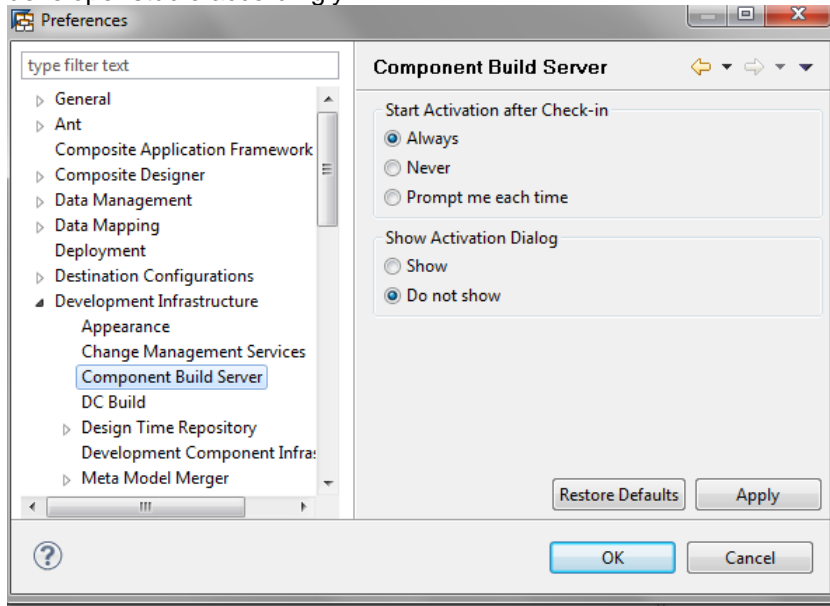 Preferences
type filter text
General
Ant
Composite Application Framework
Composite Designer
Data Management
Data Mapping
Deployment
Destination Configurations
Development Infrastructure
Appearance
Change Management Services
Component Build Server
DC Build
Design Time Repository
Development Component Infra
Meta Model Merger
Component Build Server
Start Activation after Check-in
Always
Never
Prompt me each time
Show Activation Dialog
Show
Do not show
Restore Defaults
Apply
OK
Cancel